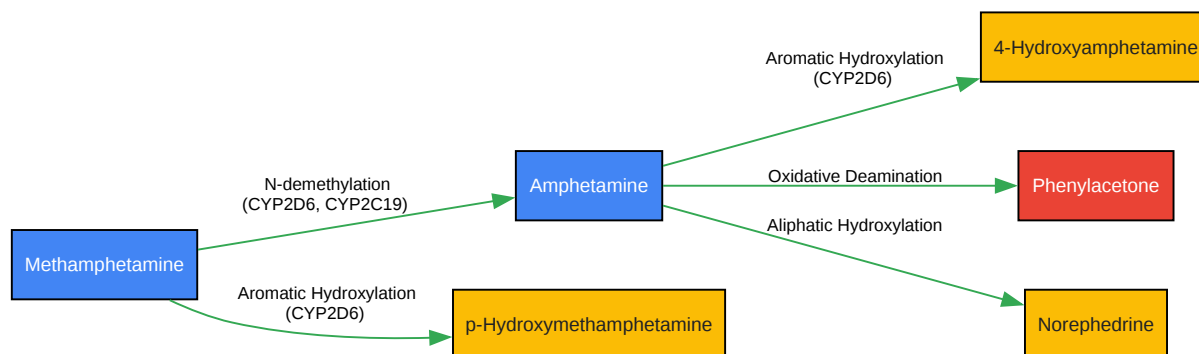 4-Hydroxyamphetamine
Aromatic Hydroxylation
(CYP2D6)
Amphetamine
Oxidative Deamination
Phenylacetone
N-demethylation
(CYP2D6, CYP2C19)
Aliphatic Hydroxylation
Methamphetamine
Aromatic Hydroxylation
(CYP2D6)
p-Hydroxymethamphetamine
Norephedrine